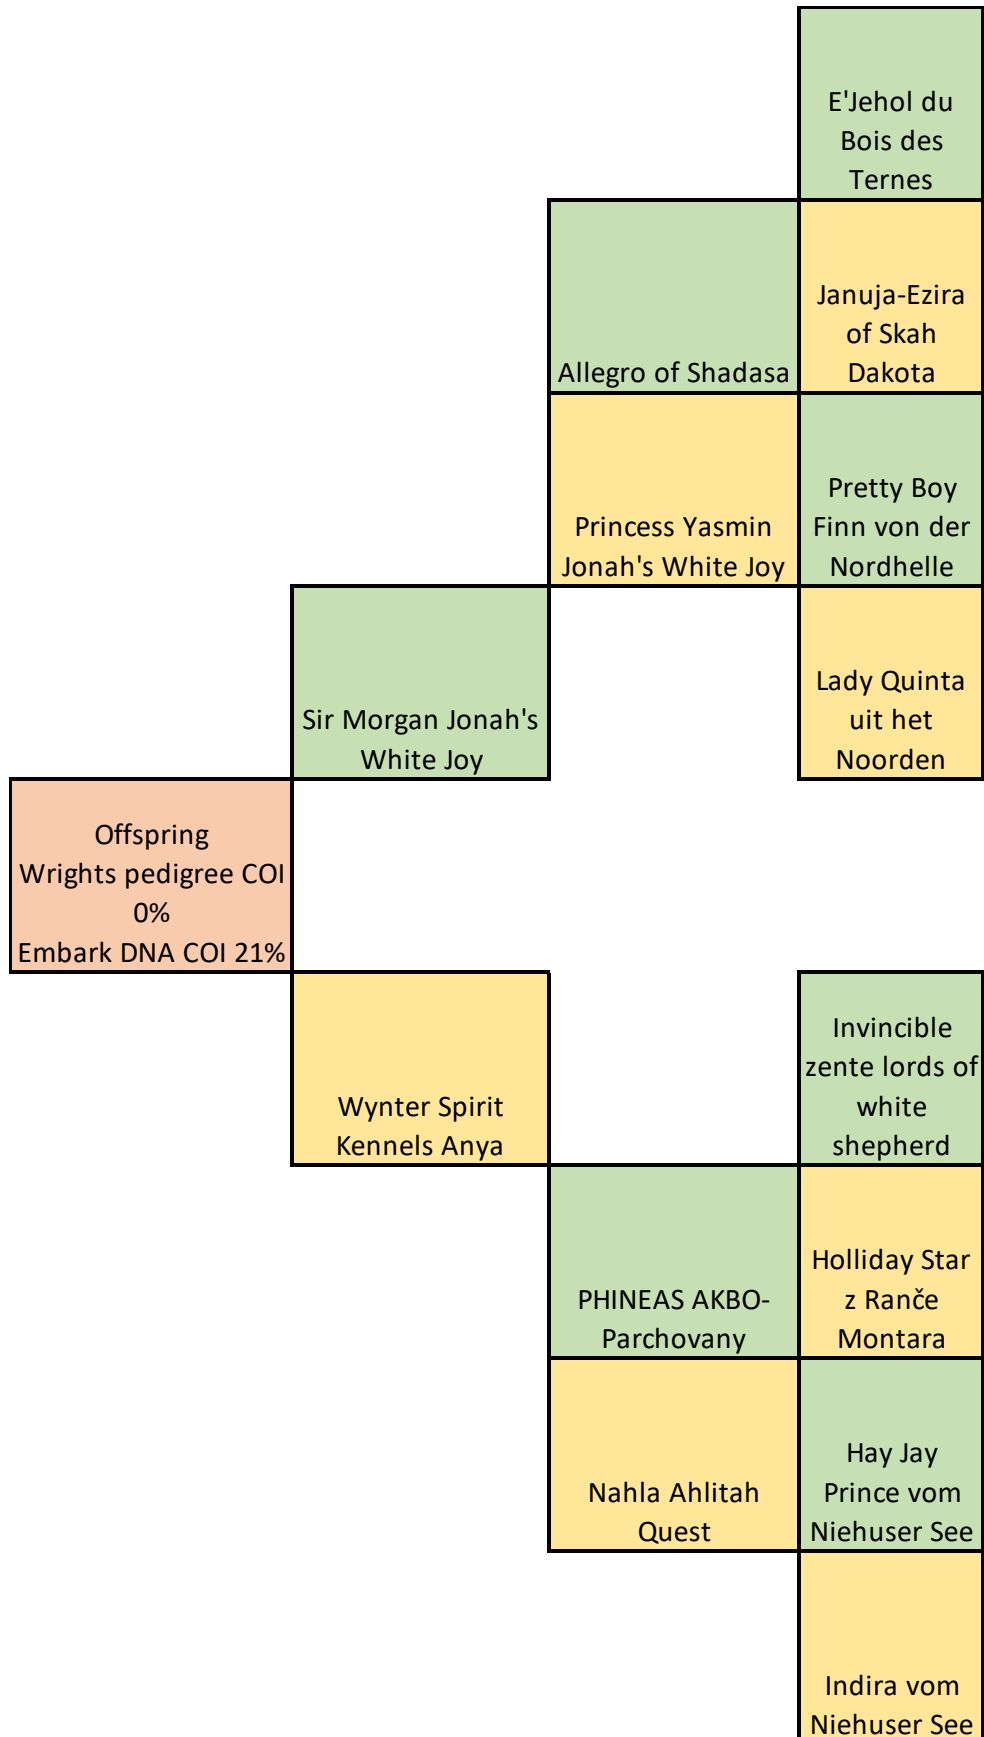 E'Jehol du
Bois des
Ternes
Januja-Ezira
of Skah
Dakota
Allegro of Shadasa
Pretty Boy
Finn von der
Nordhelle
Princess Yasmin
Jonah's White Joy
Lady Quinta
uit het
Noorden
Sir Morgan Jonah's
White Joy
Offspring
Wrights pedigree COI
0%
Embark DNA COI 21%
Invincible
zente lords of
white
shepherd
Wynter Spirit
Kennels Anya
Holliday Star
z Ranče
Montara
PHINEAS AKBO-
Parchovany
Hay Jay
Prince vom
Niehuser See
Nahla Ahlitah
Quest
Indira vom
Niehuser See